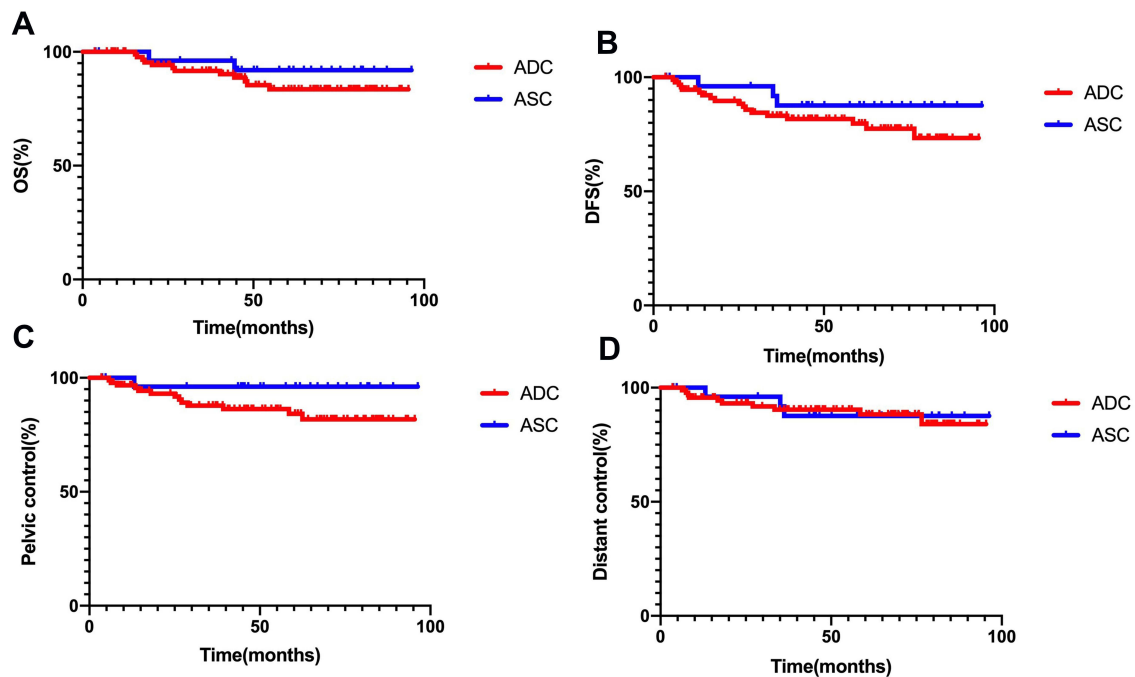 A
100
50
0
OS(%)
0 50 100
Time(months)
ADC
ASC
B
100
50
0
DFS(%)
0 50 100
Time(months)
ADC
ASC
C
100
50
0
Pelvic control(%)
0 50 100
Time(months)
ADC
ASC
D
100
50
0
Distant control(%)
0 50 100
Time(months)
ADC
ASC